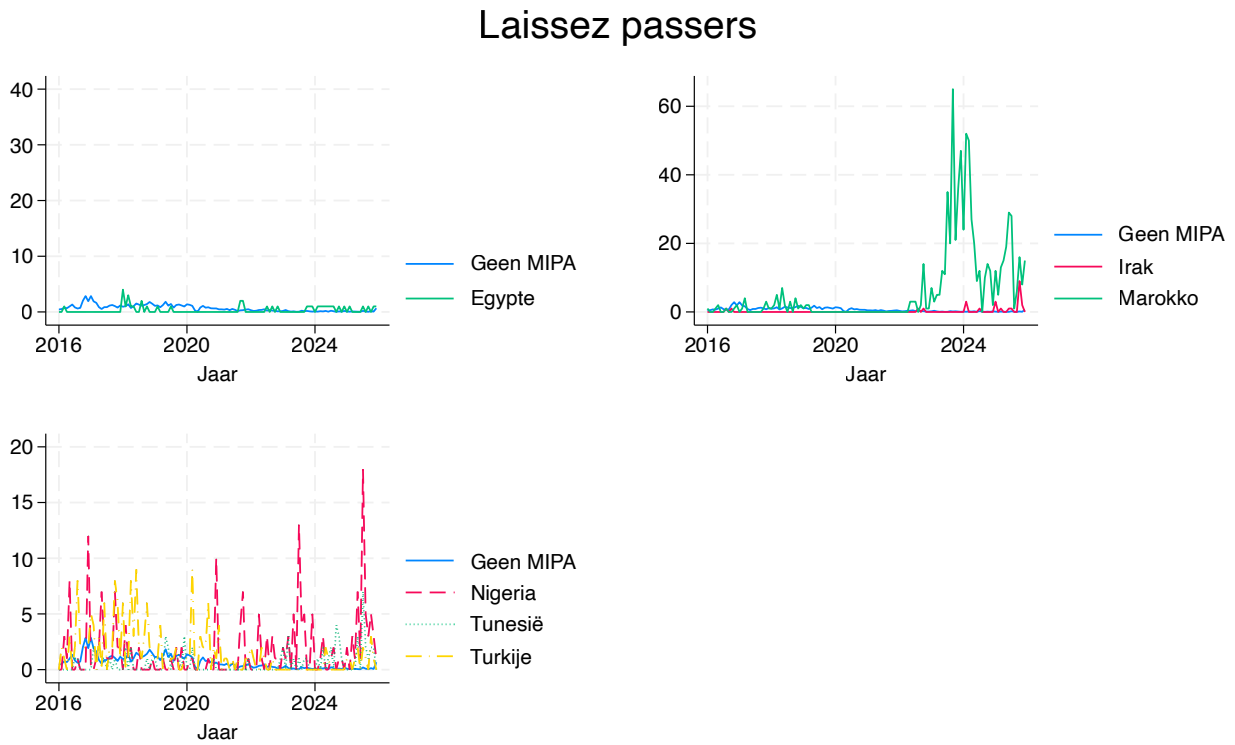 Laissez passers
40
30
20
10
0
2016 2020 2024
Jaar
Geen MIPA
Egypte
60
40
20
0
2016 2020 2024
Jaar
Geen MIPA
Irak
Marokko
20
15
10
5
0
2016 2020 2024
Jaar
Geen MIPA
Nigeria
Tunesië
Turkije